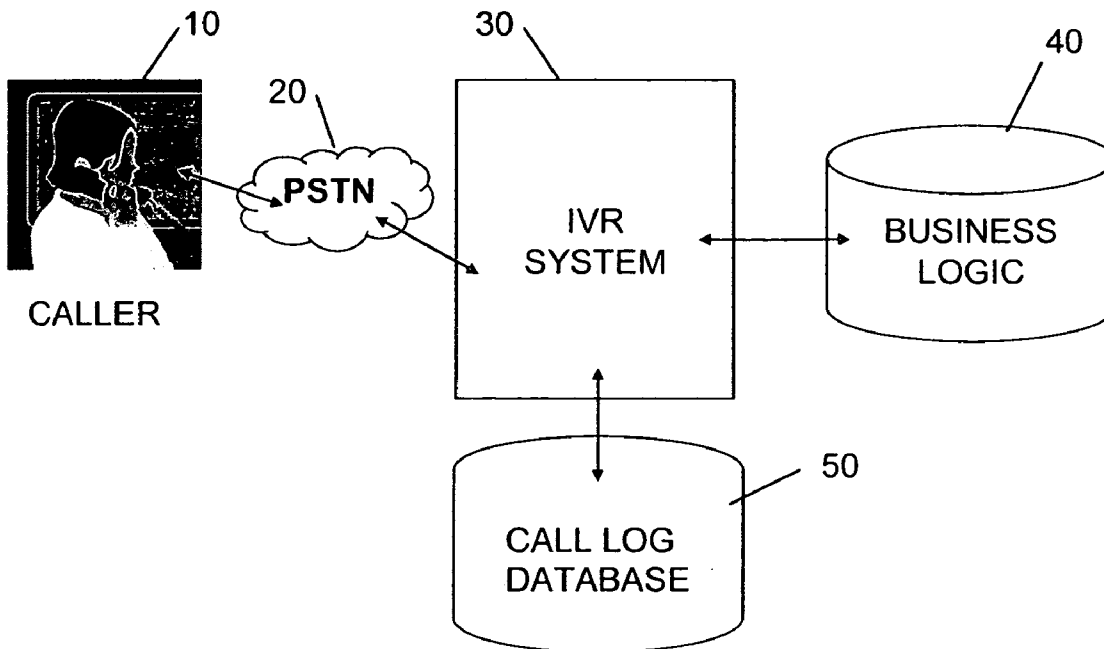 10
30
40
20
PSTN
IVR
SYSTEM
BUSINESS
LOGIC
CALLER
50
CALL LOG
DATABASE